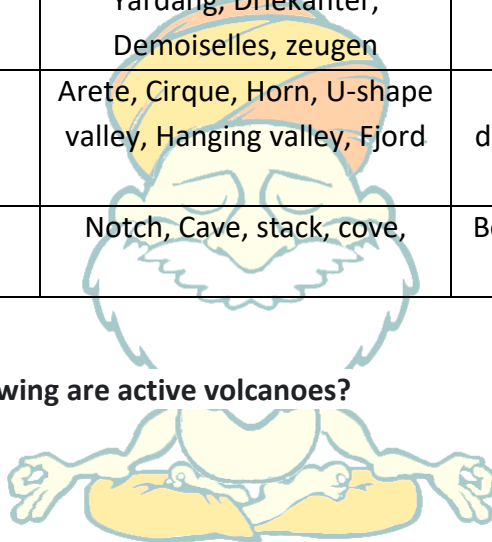 Yardang, Driekanter,
Demoiselles, zeugen
Arete, Cirque, Horn, U-shape
valley, Hanging valley, Fjord
d
Notch, Cave, stack, cove,
Be
wing are active volcanoes?